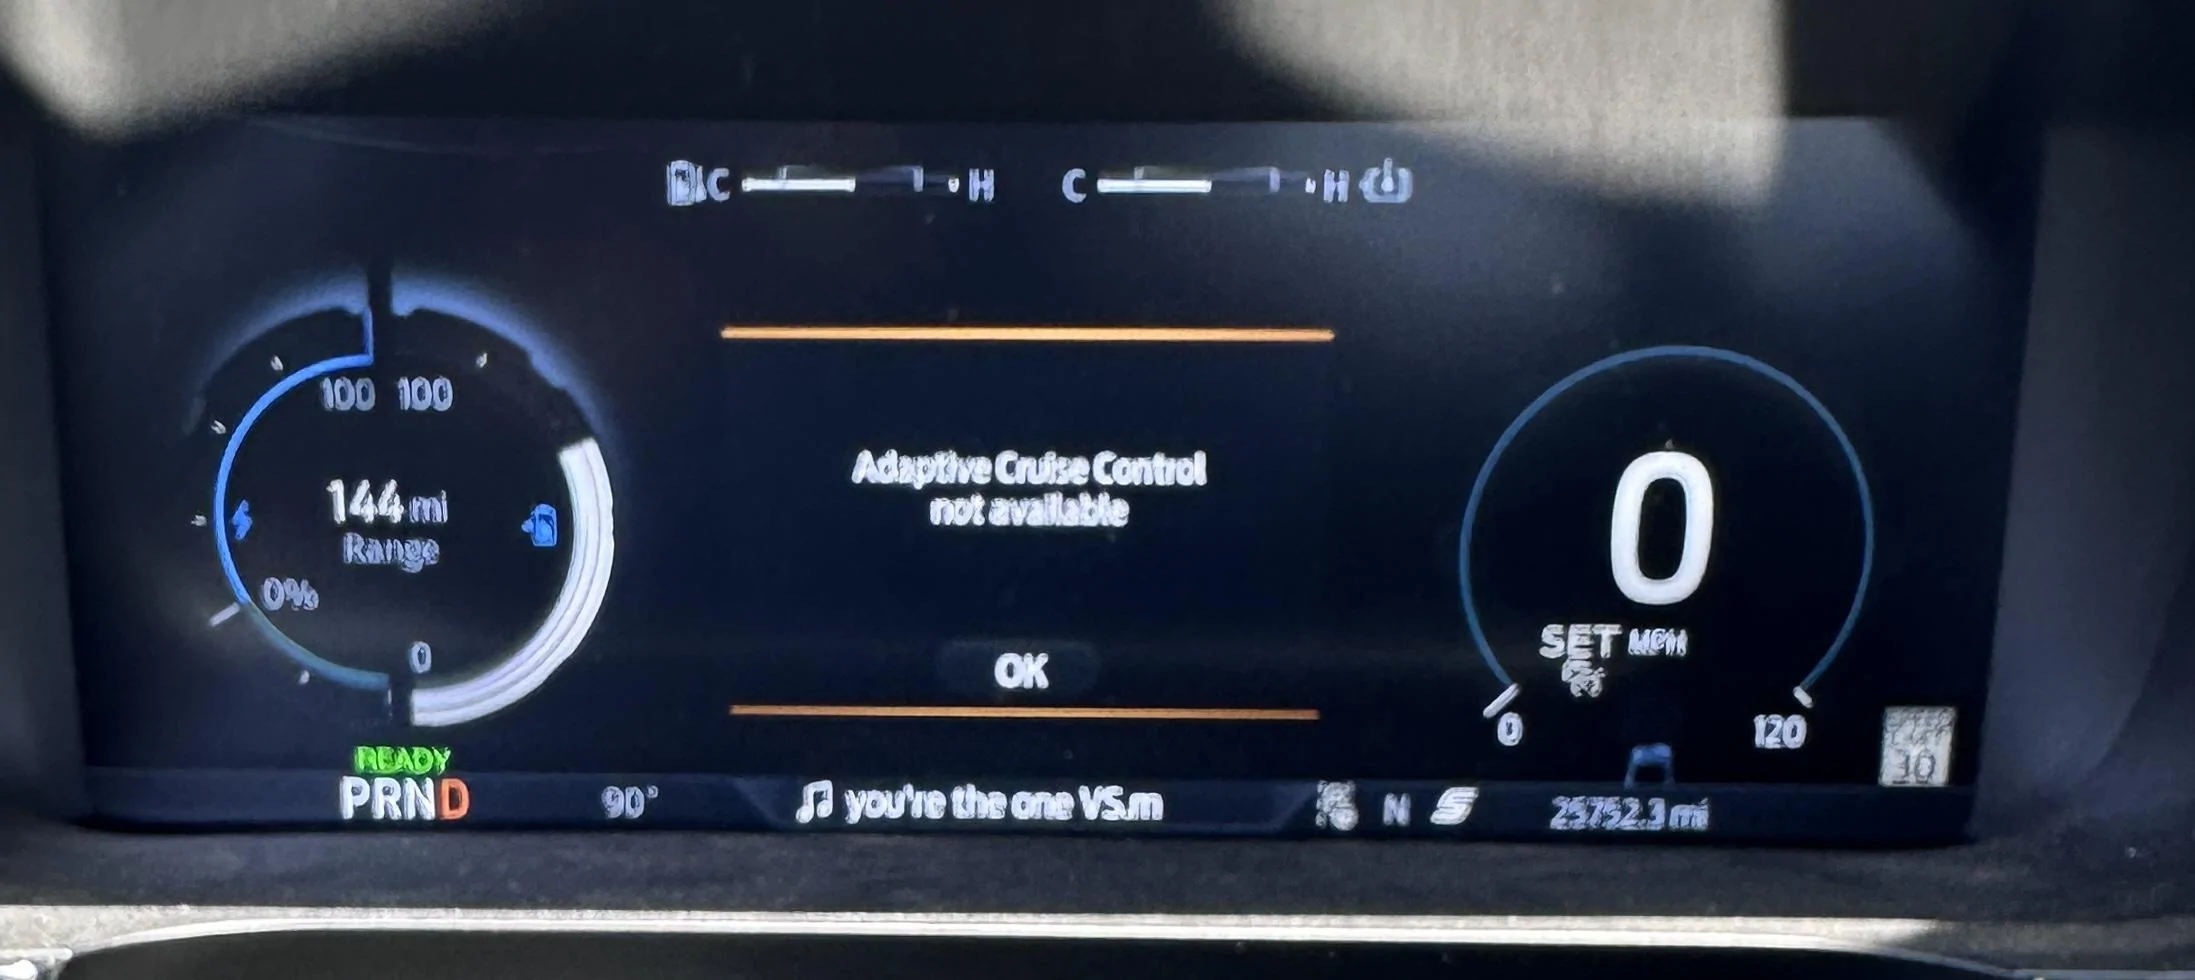 C H C H
100 100
144 mi
Range
0%
0
Adaptive Cruise Control
not available
OK
0
SET MPH
0 120
READY
PRND 90° you're the one VS.m N 25752.3 mi
30